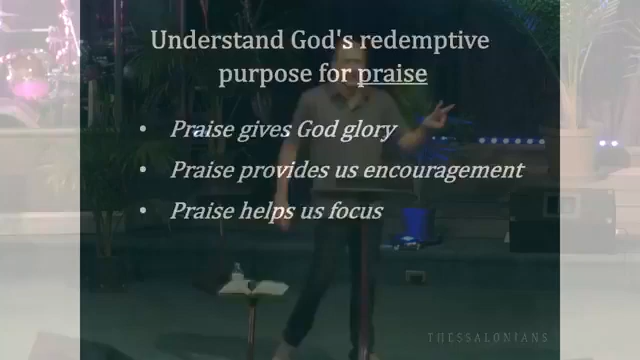 Understand God's redemptive
purpose for praise
• Praise gives God glory
• Praise provides us encouragement
• Praise helps us focus
THESSALONIANS